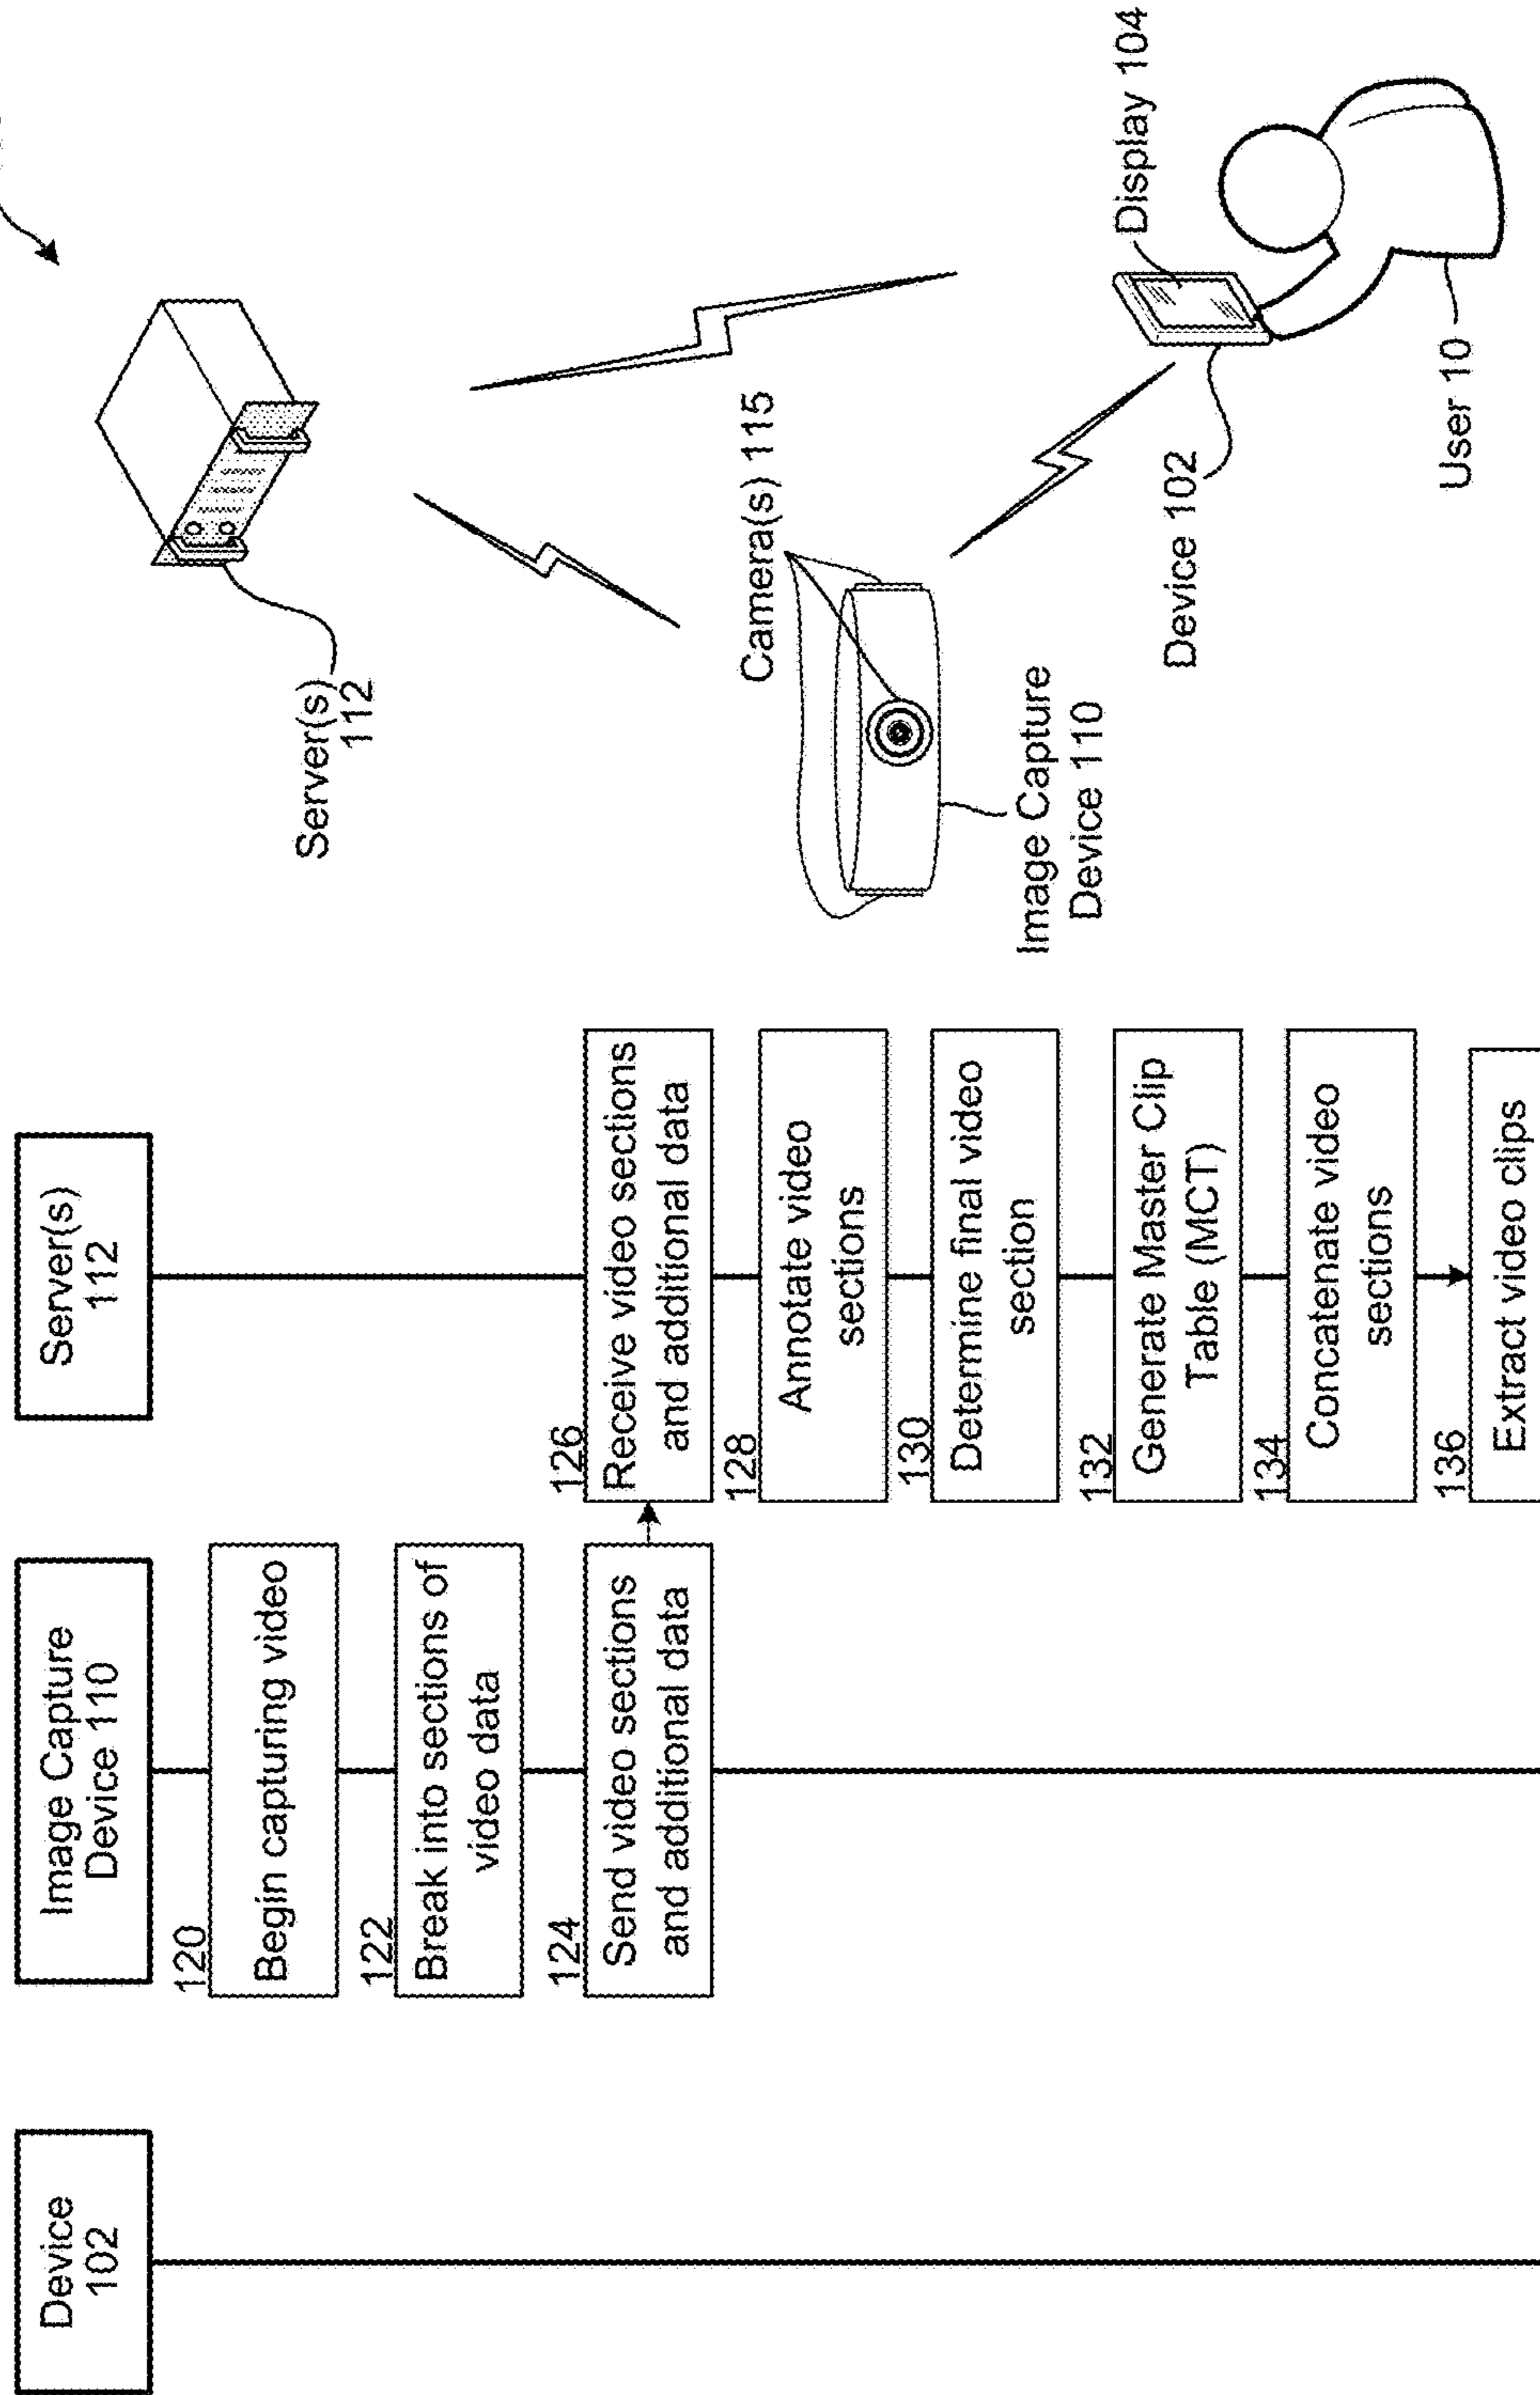 Device
102
Image Capture
Device 110
120
Begin capturing video
122
Break into sections of
video data
124
Send video sections
and additional data
Server(s)
112
126
Receive video sections
and additional data
128
Annotate video
sections
130
Determine final video
section
132
Generate Master Clip
Table (MCT)
134
Concatenate video
sections
136
Extract video clips
Server(s)
112
Camera(s) 115
Image Capture
Device 110
Device 102
Display 104
User 10